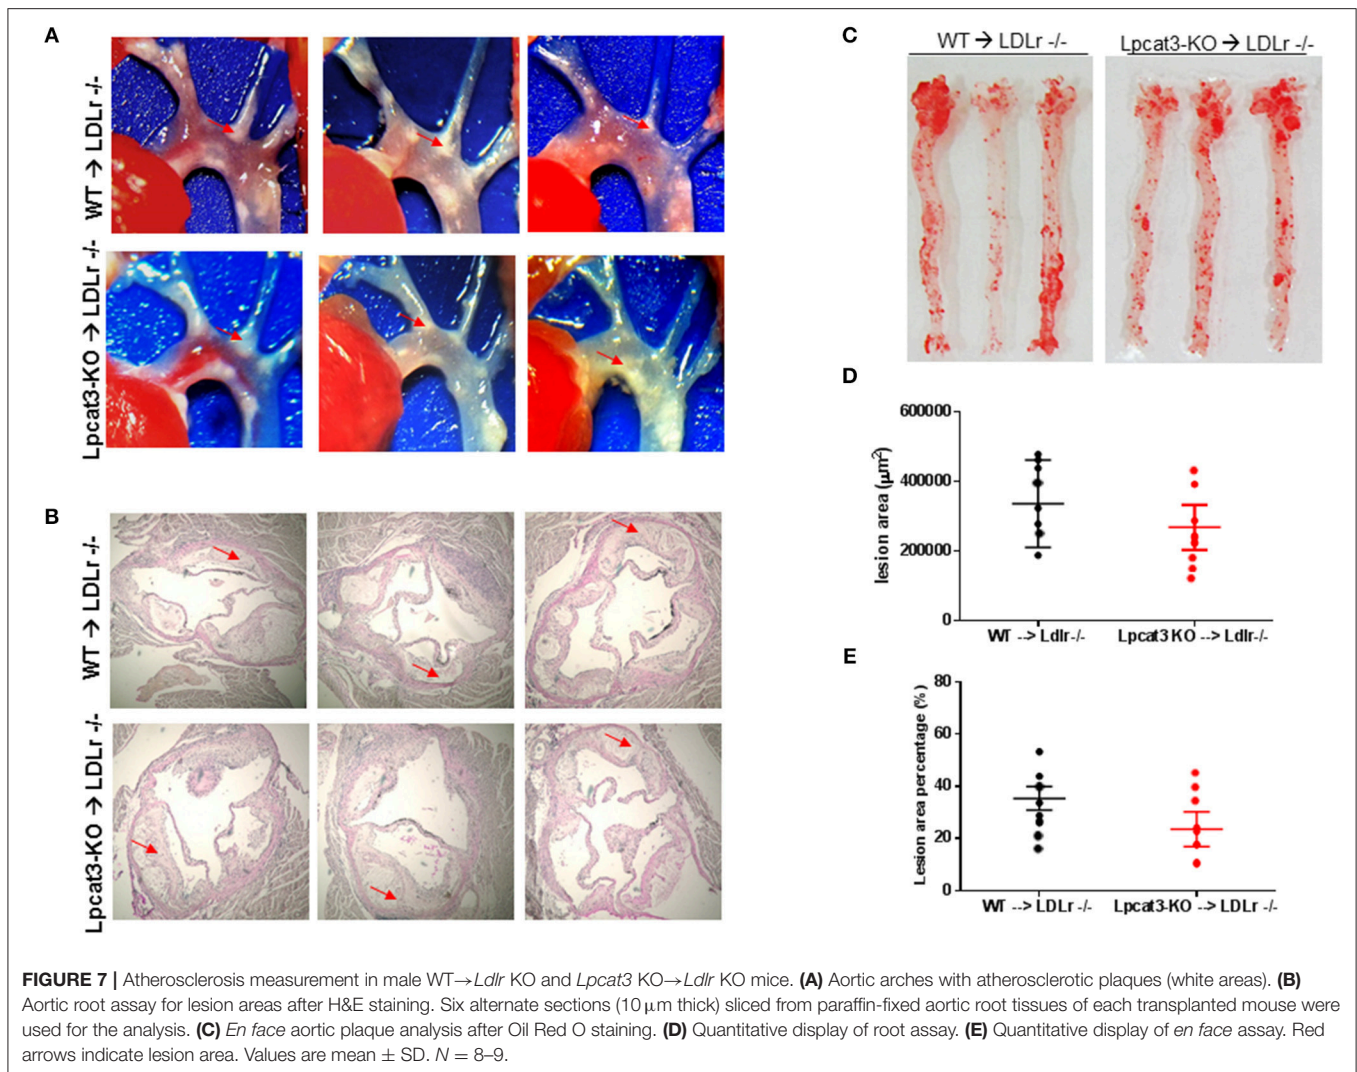 A
WT → LDLr -/-
Lpcat3-KO → LDLr -/-
B
WT → LDLr -/-
Lpcat3-KO → LDLr -/-
C
WT → LDLr -/-
Lpcat3-KO → LDLr -/-
D
600000
400000
200000
0
lesion area (μm²)
WT --> Ldlr-/-
Lpcat3 KO --> Ldlr-/-
E
80
60
40
20
0
Lesion area percentage (%)
WT --> LDLr -/-
Lpcat3-KO --> LDLr -/-
FIGURE 7 | Atherosclerosis measurement in male WT→Ldlr KO and Lpcat3 KO→Ldlr KO mice. (A) Aortic arches with atherosclerotic plaques (white areas). (B)
Aortic root assay for lesion areas after H&E staining. Six alternate sections (10 μm thick) sliced from paraffin-fixed aortic root tissues of each transplanted mouse were
used for the analysis. (C) En face aortic plaque analysis after Oil Red O staining. (D) Quantitative display of root assay. (E) Quantitative display of en face assay. Red
arrows indicate lesion area. Values are mean ± SD. N = 8–9.